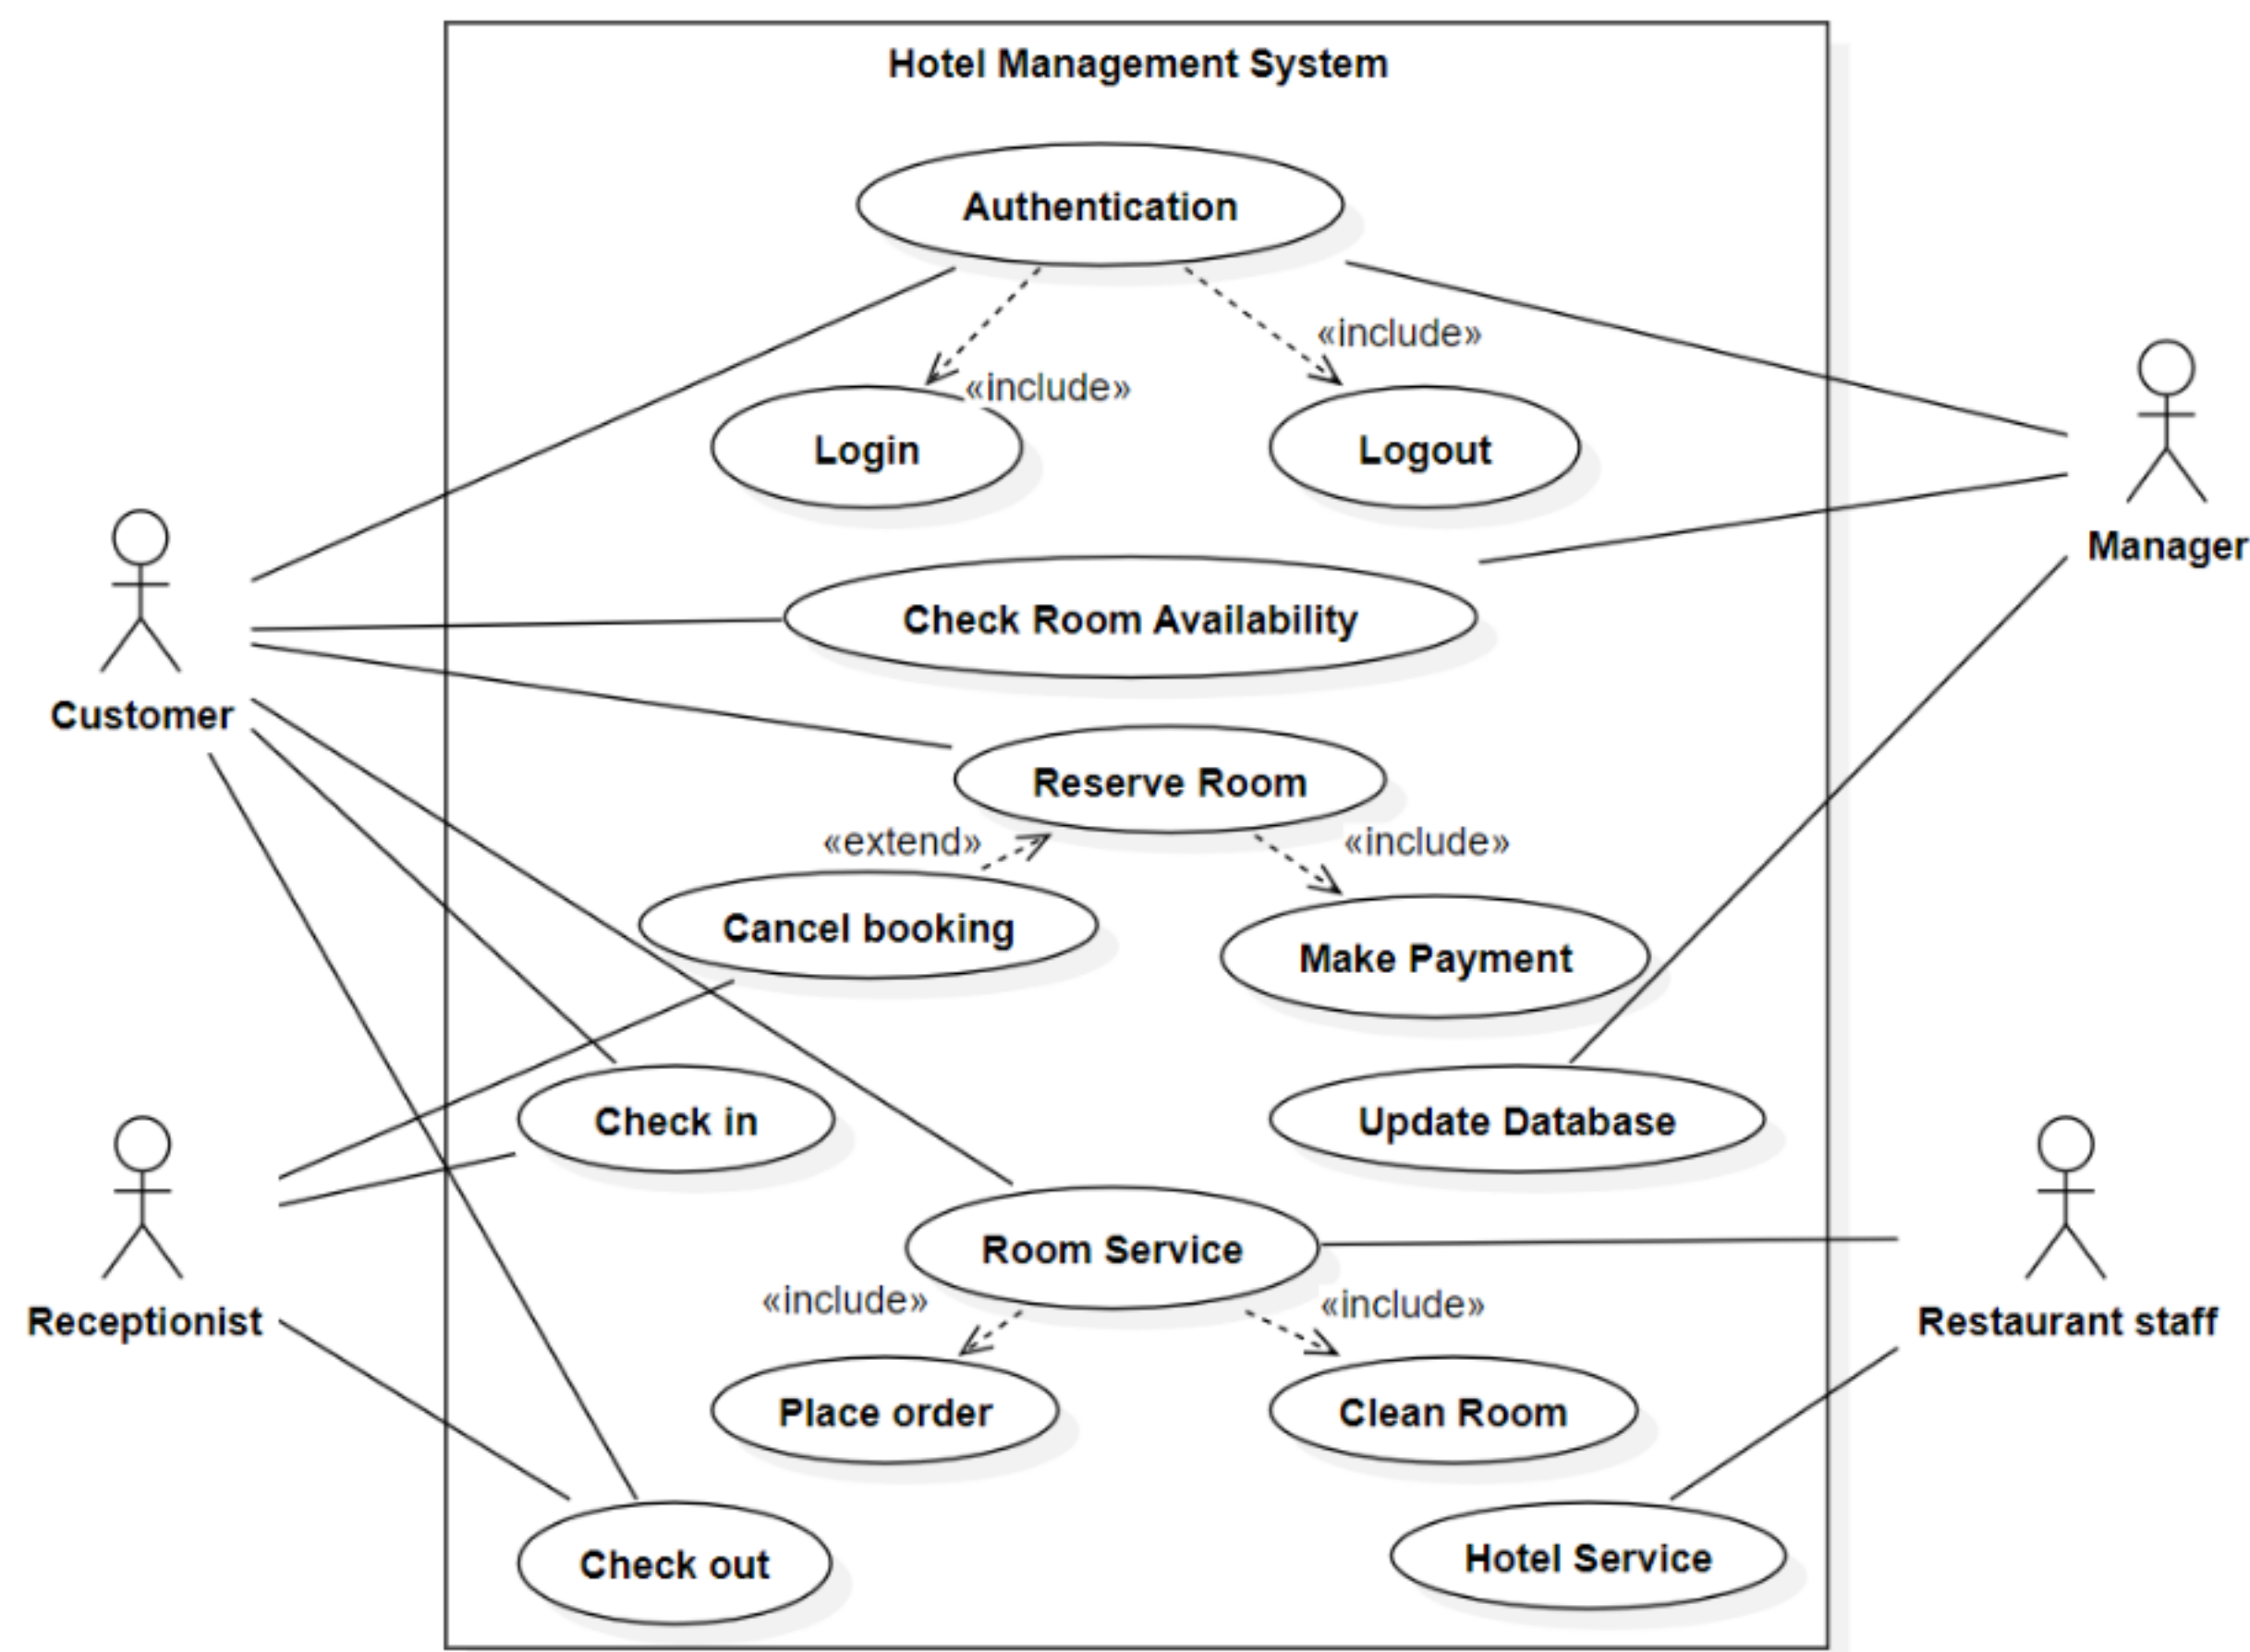 Hotel Management System
Authentication
«include»
«include»
Login
Logout
Manager
Check Room Availability
Customer
Reserve Room
«extend»
«include»
Cancel booking
Make Payment
Check in
Update Database
Room Service
«include»
«include»
Receptionist
Restaurant staff
Place order
Clean Room
Check out
Hotel Service